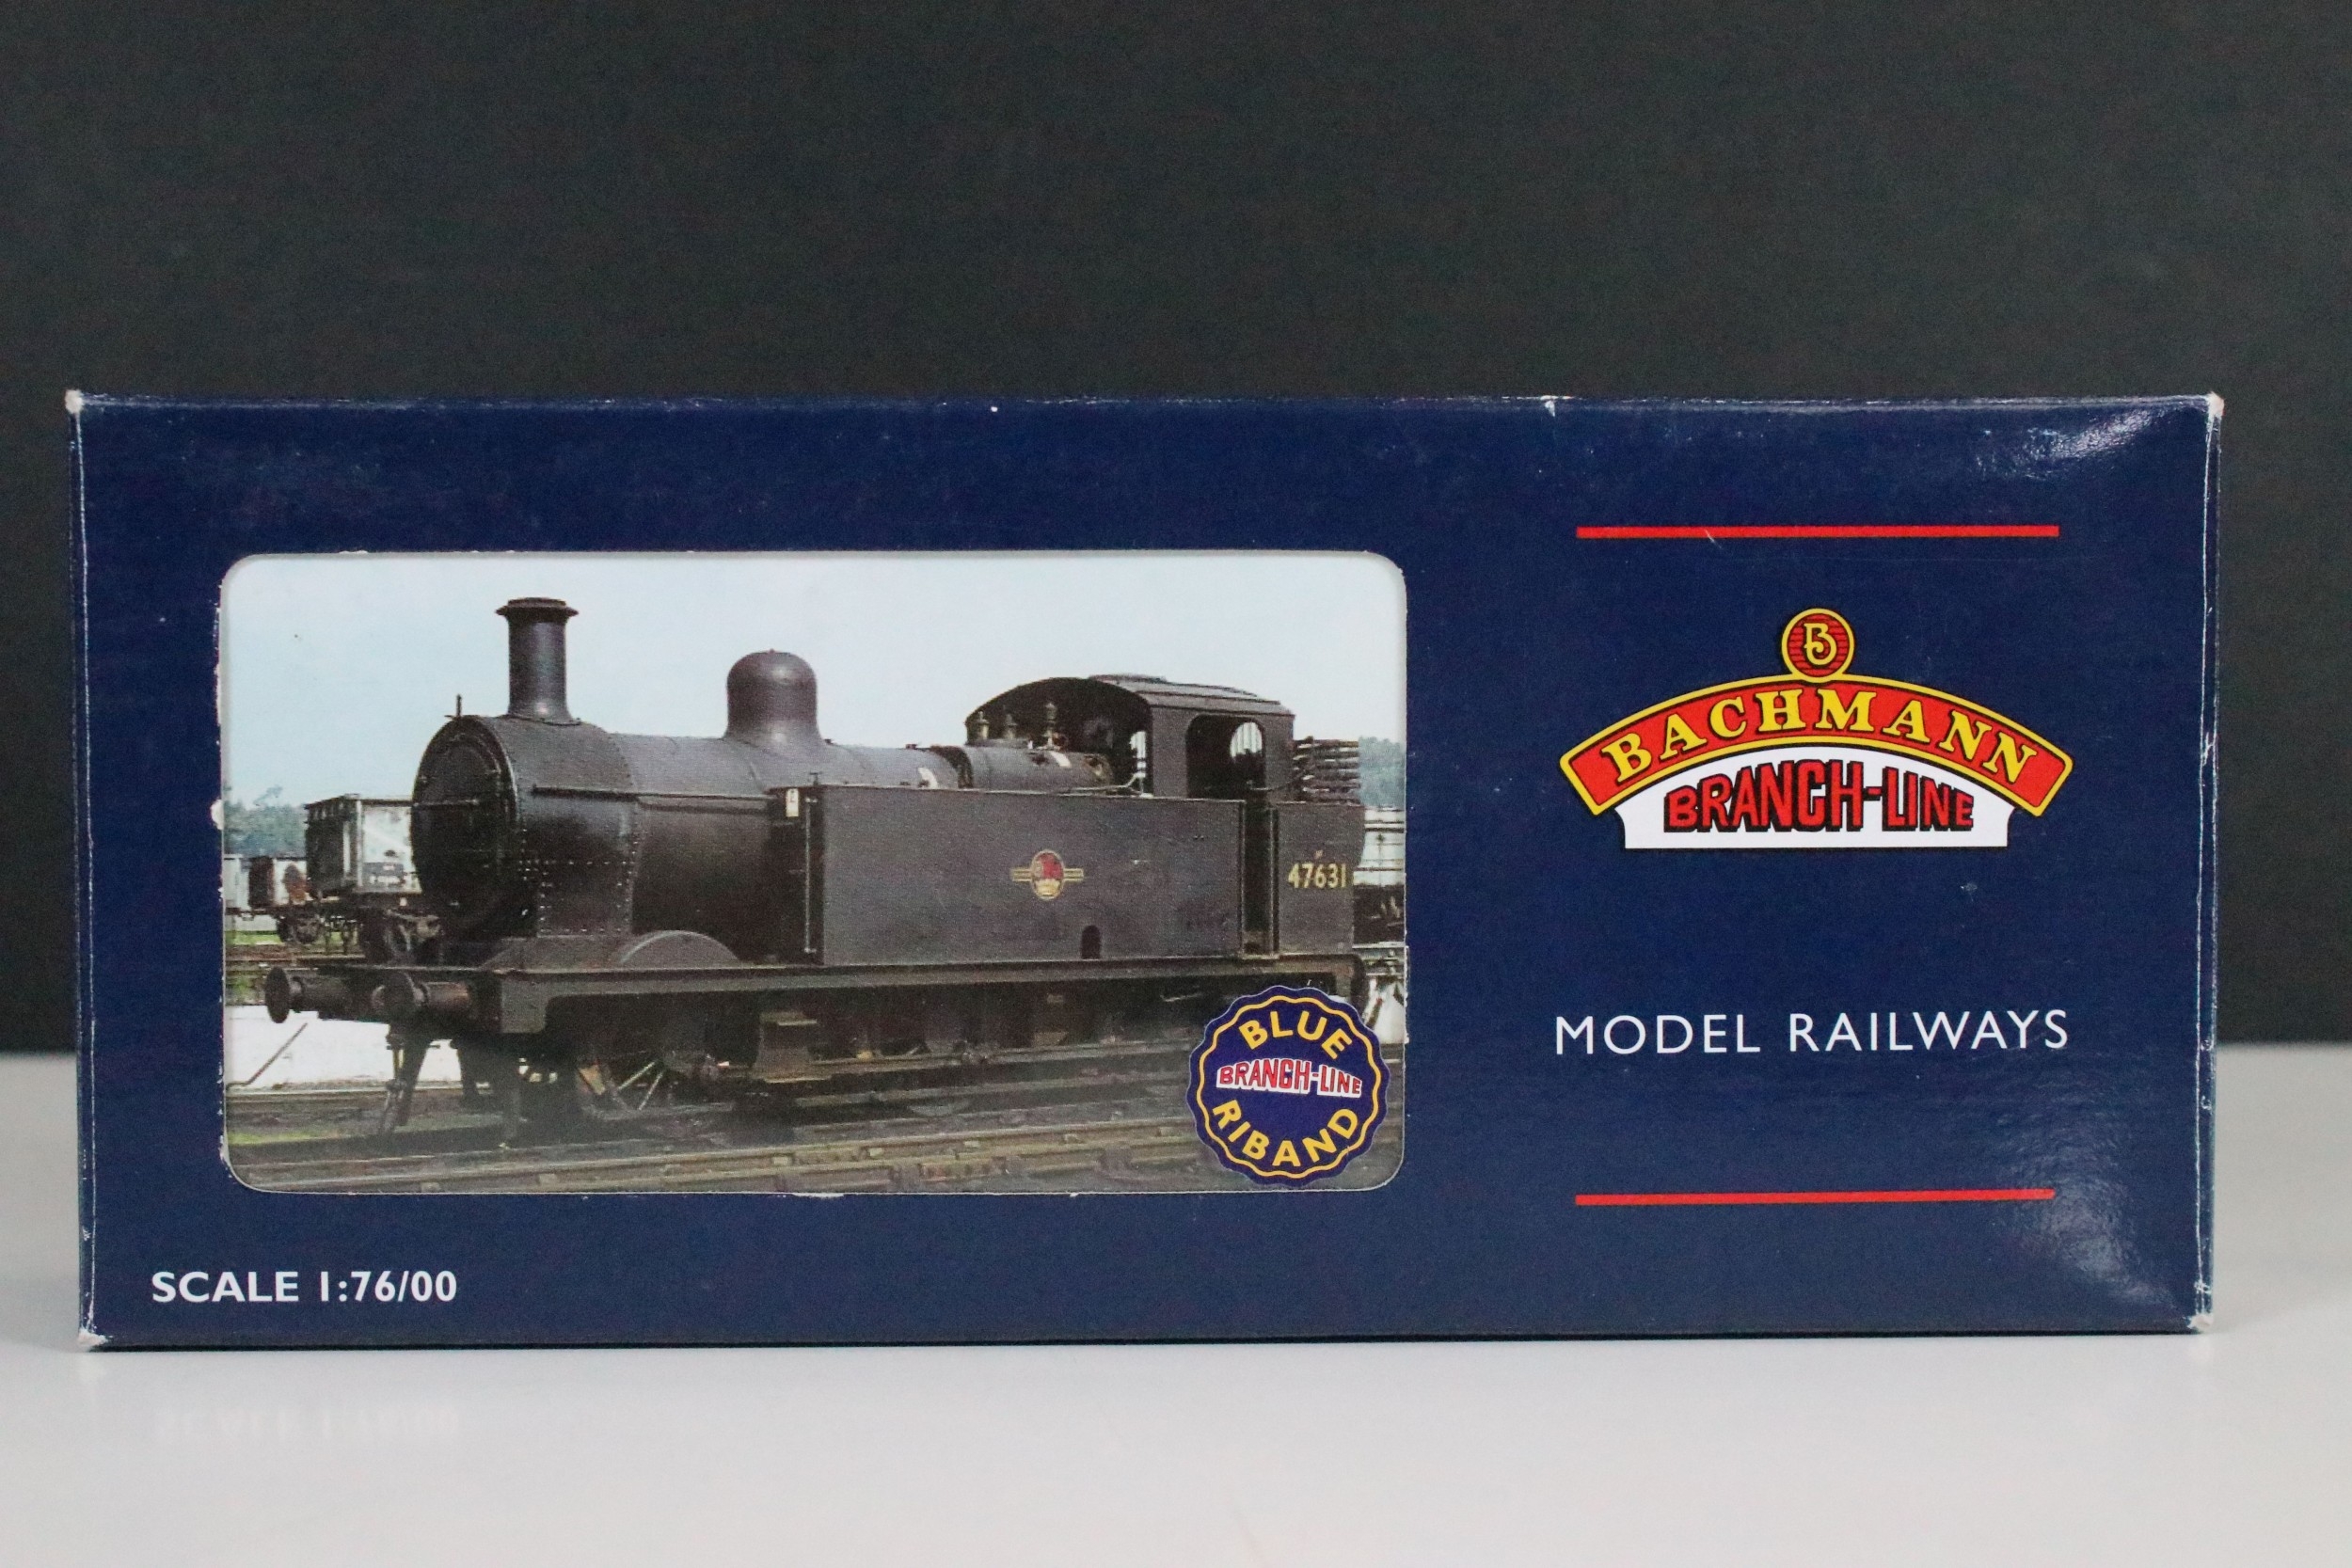 B
BACHMANN
BRANCH-LINE
47631
BLUE
BRANCH-LINE
RIBAND
MODEL RAILWAYS
SCALE 1:76/00